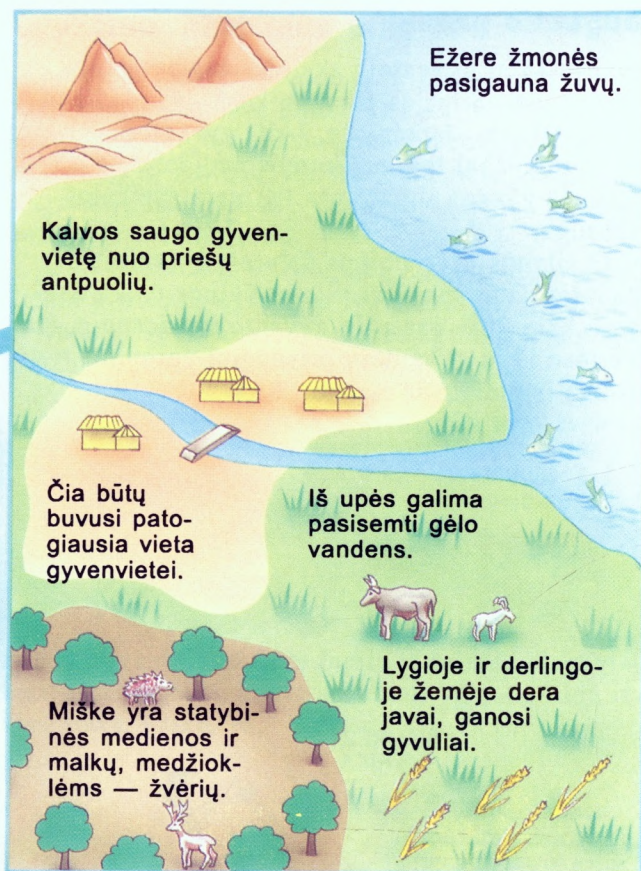 Ežere žmonės
pasigauna žuvų.
Kalvos saugo gyven-
vietę nuo priešų
antpuolių.
Čia būtų
buvusi pato-
giausia vieta
gyvenvietei.
Iš upės galima
pasisemti gėlo
vandens.
Lygioje ir derlingo-
je žemėje dera
javai, ganosi
gyvuliai.
Miške yra statybi-
nės medienos ir
malkų, medžiok-
lėms — žvėrių.